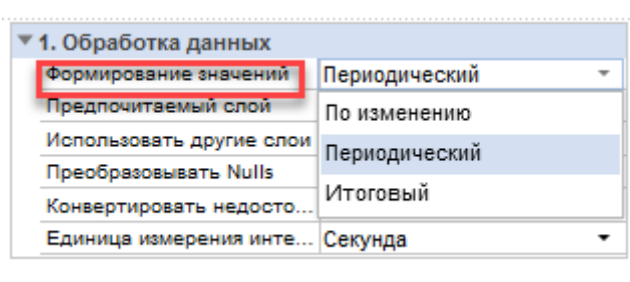 1. Обработка данных
Формирование значений Периодический
Предпочитаемый слой
По изменению
Использовать другие слои
Периодический
Преобразовывать Nulls
Итоговый
Конвертировать недосто...
Единица измерения инте... Секунда